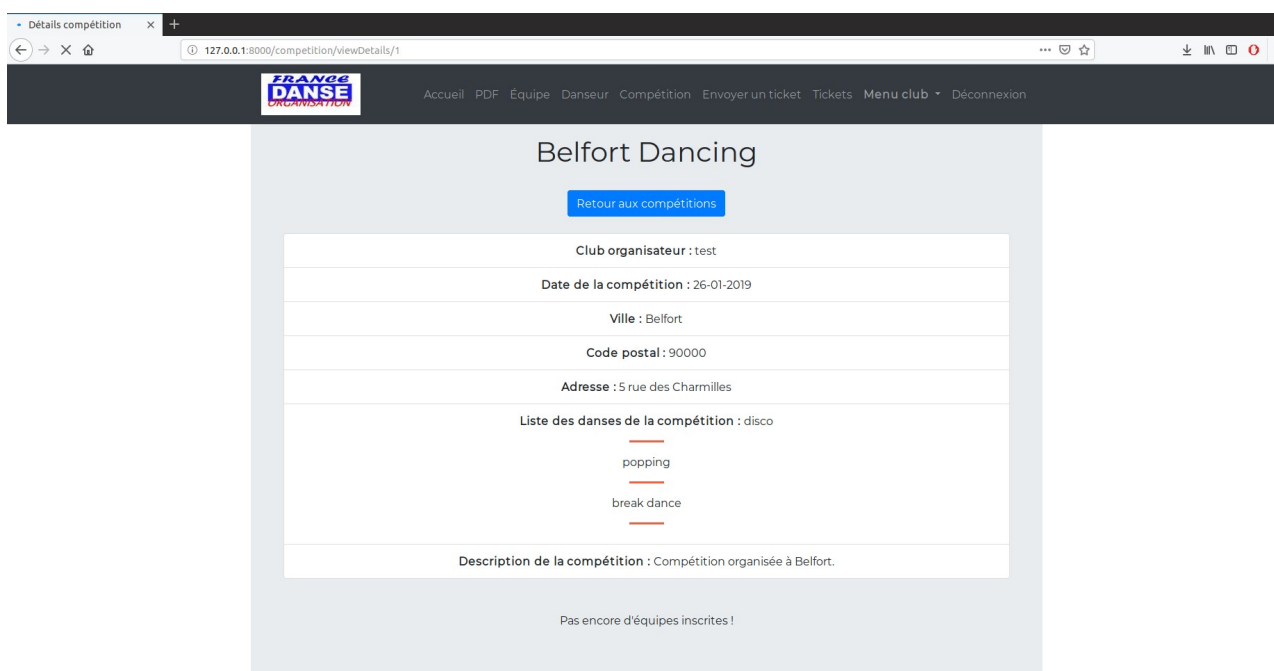 Détails compétition
127.0.0.1:8000/competition/viewDetails/1
FRANCE
DANSE
ORGANISATION
Accueil PDF Équipe Danseur Compétition Envoyer un ticket Tickets Menu club Déconnexion
Belfort Dancing
Retour aux compétitions
Club organisateur : test
Date de la compétition : 26-01-2019
Ville : Belfort
Code postal : 90000
Adresse : 5 rue des Charmilles
Liste des danses de la compétition : disco
popping
break dance
Description de la compétition : Compétition organisée à Belfort.
Pas encore d'équipes inscrites !